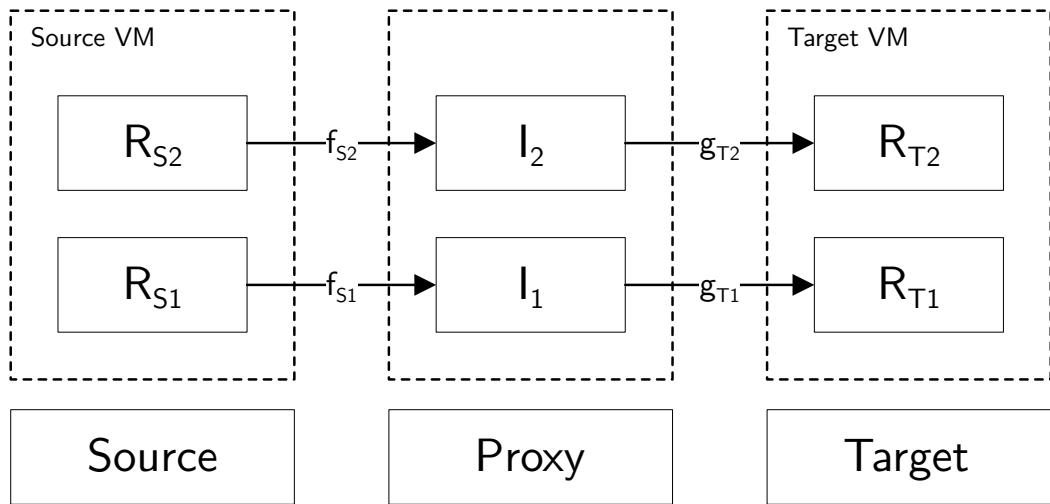 Source VM
Target VM
R_S2
f_S2
I_2
g_T2
R_T2
R_S1
f_S1
I_1
g_T1
R_T1
Source
Proxy
Target